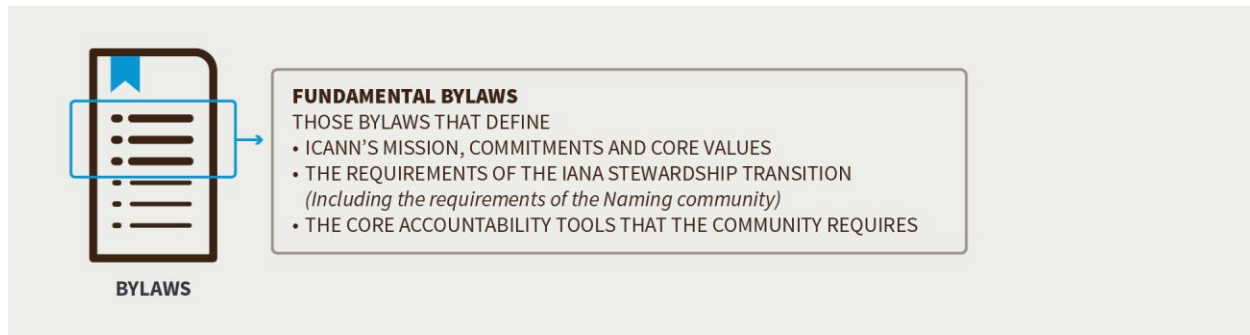 FUNDAMENTAL BYLAWS
THOSE BYLAWS THAT DEFINE
• ICANN’S MISSION, COMMITMENTS AND CORE VALUES
• THE REQUIREMENTS OF THE IANA STEWARDSHIP TRANSITION
(Including the requirements of the Naming community)
• THE CORE ACCOUNTABILITY TOOLS THAT THE COMMUNITY REQUIRES
BYLAWS